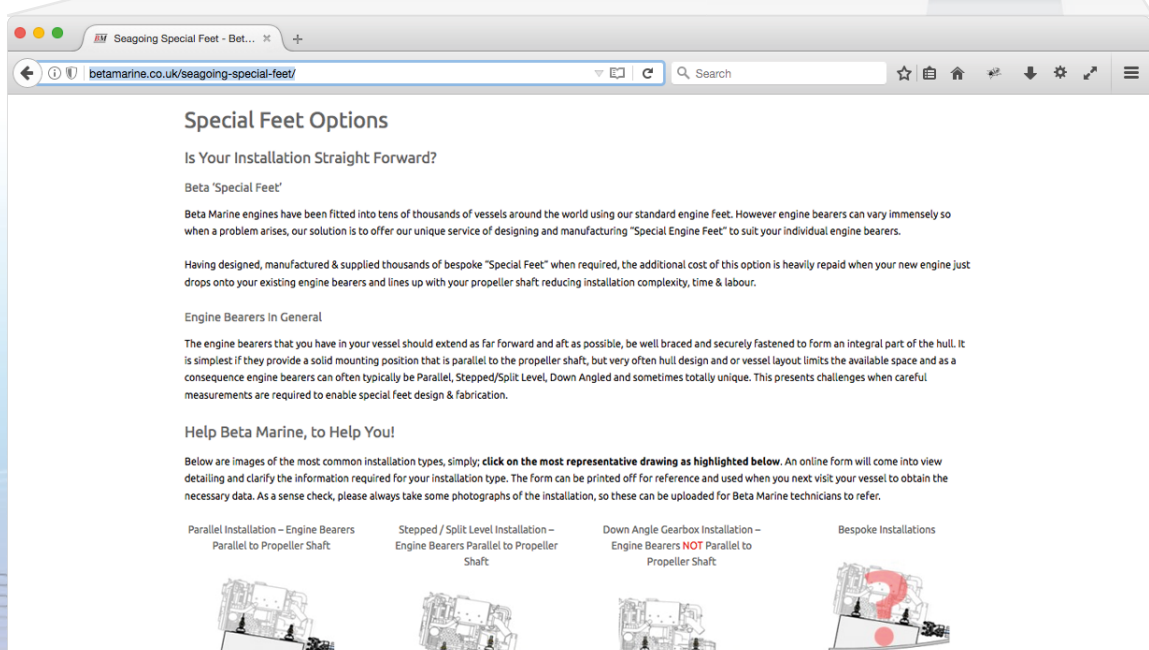 BM Seagoing Special Feet - Bet...
betamarine.co.uk/seagoing-special-feet/
Search
Special Feet Options
Is Your Installation Straight Forward?
Beta ‘Special Feet’
Beta Marine engines have been fitted into tens of thousands of vessels around the world using our standard engine feet. However engine bearers can vary immensely so
when a problem arises, our solution is to offer our unique service of designing and manufacturing “Special Engine Feet” to suit your individual engine bearers.
Having designed, manufactured & supplied thousands of bespoke “Special Feet” when required, the additional cost of this option is heavily repaid when your new engine just
drops onto your existing engine bearers and lines up with your propeller shaft reducing installation complexity, time & labour.
Engine Bearers In General
The engine bearers that you have in your vessel should extend as far forward and aft as possible, be well braced and securely fastened to form an integral part of the hull. It
is simplest if they provide a solid mounting position that is parallel to the propeller shaft, but very often hull design and or vessel layout limits the available space and as a
consequence engine bearers can often typically be Parallel, Stepped/Split Level, Down Angled and sometimes totally unique. This presents challenges when careful
measurements are required to enable special feet design & fabrication.
Help Beta Marine, to Help You!
Below are images of the most common installation types, simply; click on the most representative drawing as highlighted below. An online form will come into view
detailing and clarify the information required for your installation type. The form can be printed off for reference and used when you next visit your vessel to obtain the
necessary data. As a sense check, please always take some photographs of the installation, so these can be uploaded for Beta Marine technicians to refer.
Parallel Installation – Engine Bearers
Parallel to Propeller Shaft
Stepped / Split Level Installation –
Engine Bearers Parallel to Propeller
Shaft
Down Angle Gearbox Installation –
Engine Bearers NOT Parallel to
Propeller Shaft
Bespoke Installations
?